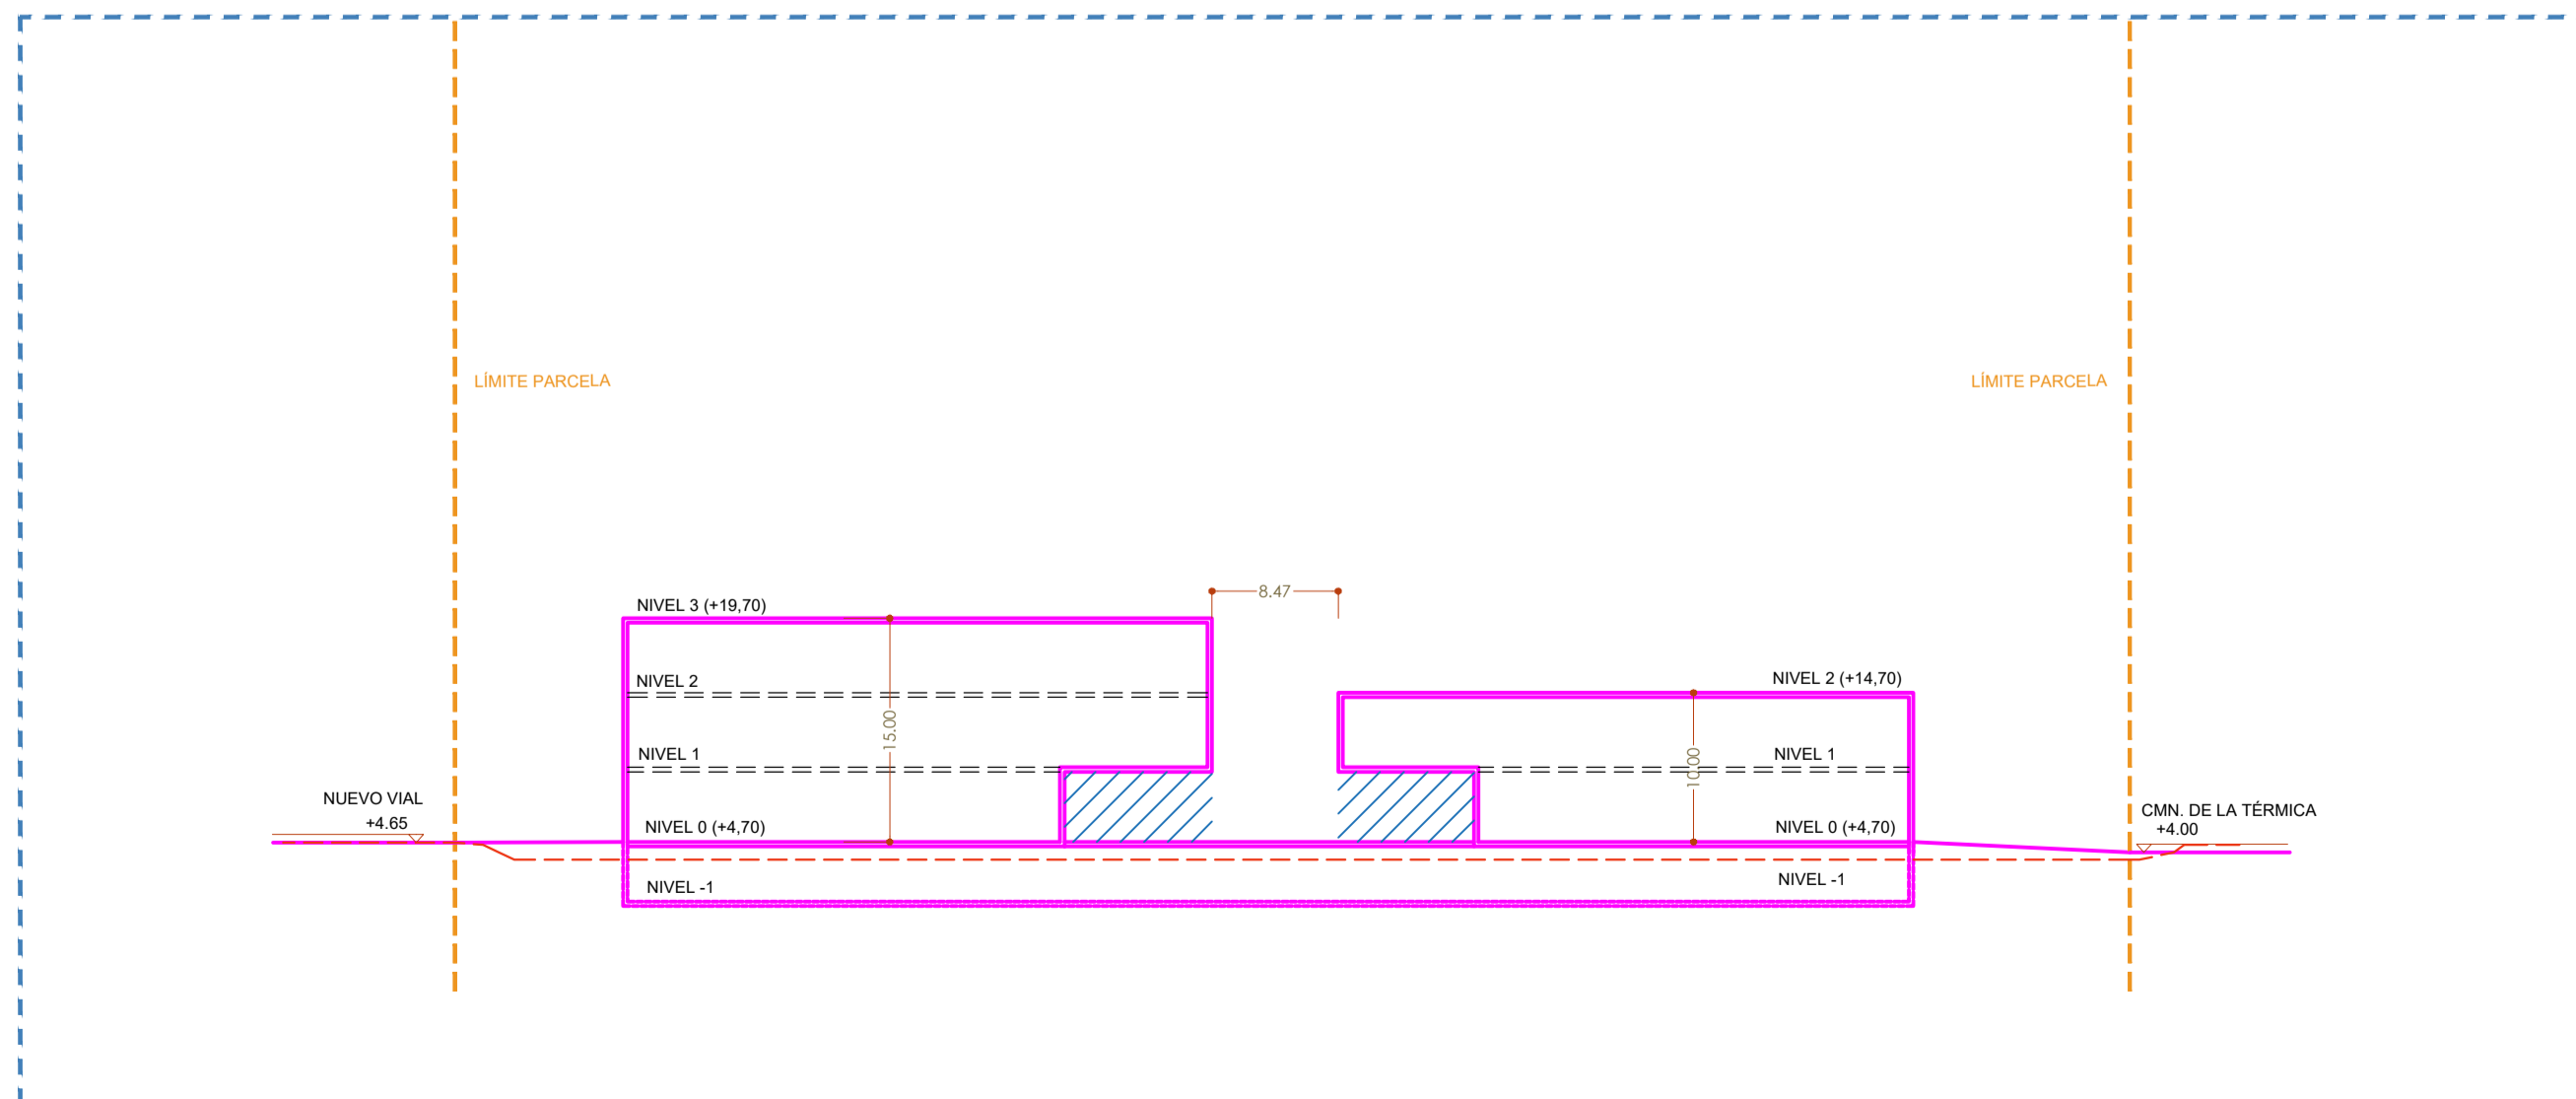 LÍMITE PARCELA
LÍMITE PARCELA
8.47
NIVEL 3 (+19,70)
NIVEL 2
NIVEL 2 (+14,70)
15.00
NIVEL 1
NIVEL 1
10.00
NUEVO VIAL
+4.65
NIVEL 0 (+4,70)
NIVEL 0 (+4,70)
CMN. DE LA TÉRMICA
+4.00
NIVEL -1
NIVEL -1